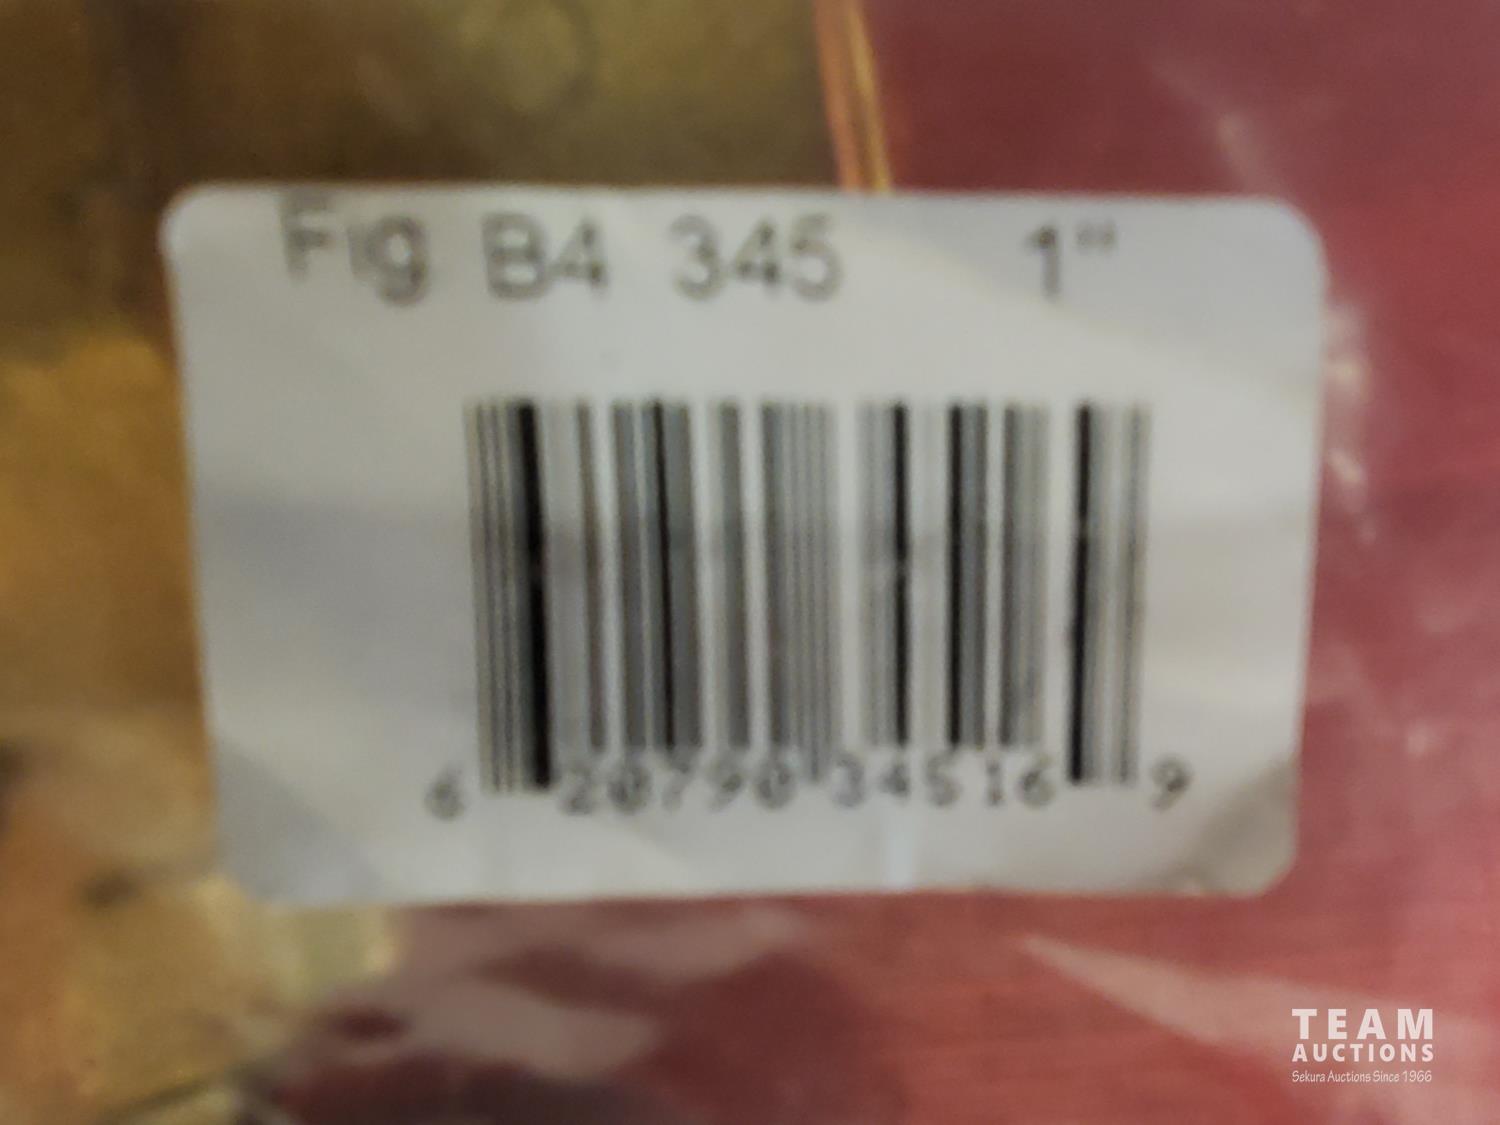 Fig B4 345 1"
6 20790 34516 9
TEAM
AUCTIONS
Sekura Auctions Since 1966